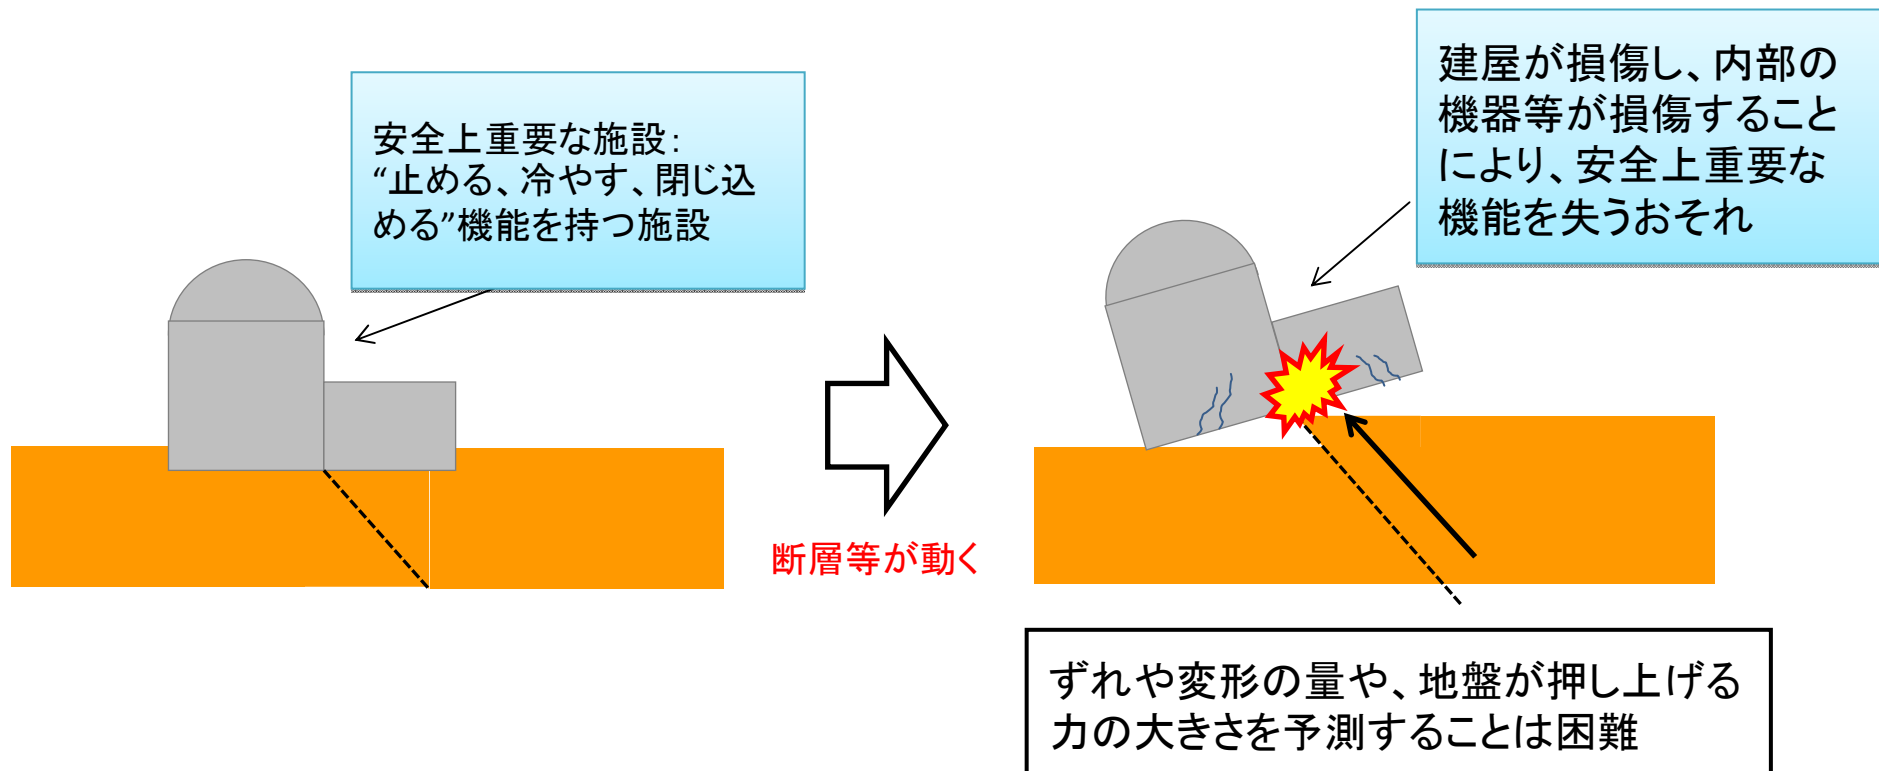 安全上重要な施設：
“止める、冷やす、閉じ込
める”機能を持つ施設
断層等が動く
建屋が損傷し、内部の
機器等が損傷すること
により、安全上重要な
機能を失うおそれ
ずれや変形の量や、地盤が押し上げる
力の大きさを予測することは困難